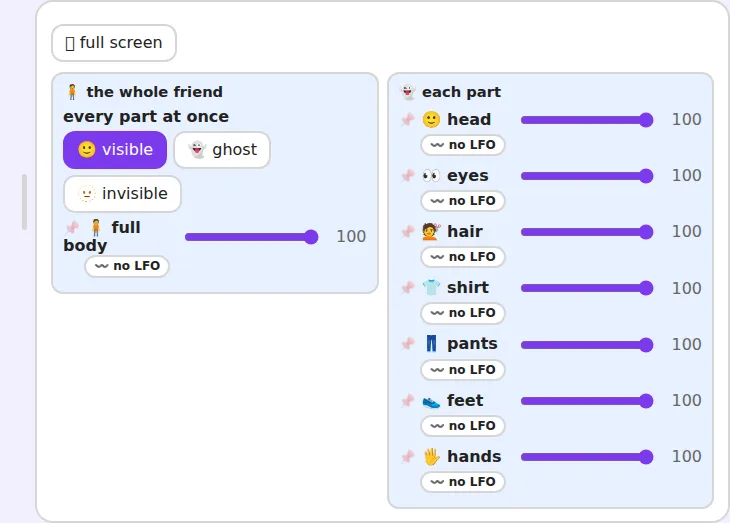 full screen
the whole friend
every part at once
visible
ghost
invisible
full body
100
no LFO
each part
head 100
no LFO
eyes 100
no LFO
hair 100
no LFO
shirt 100
no LFO
pants 100
no LFO
feet 100
no LFO
hands 100
no LFO